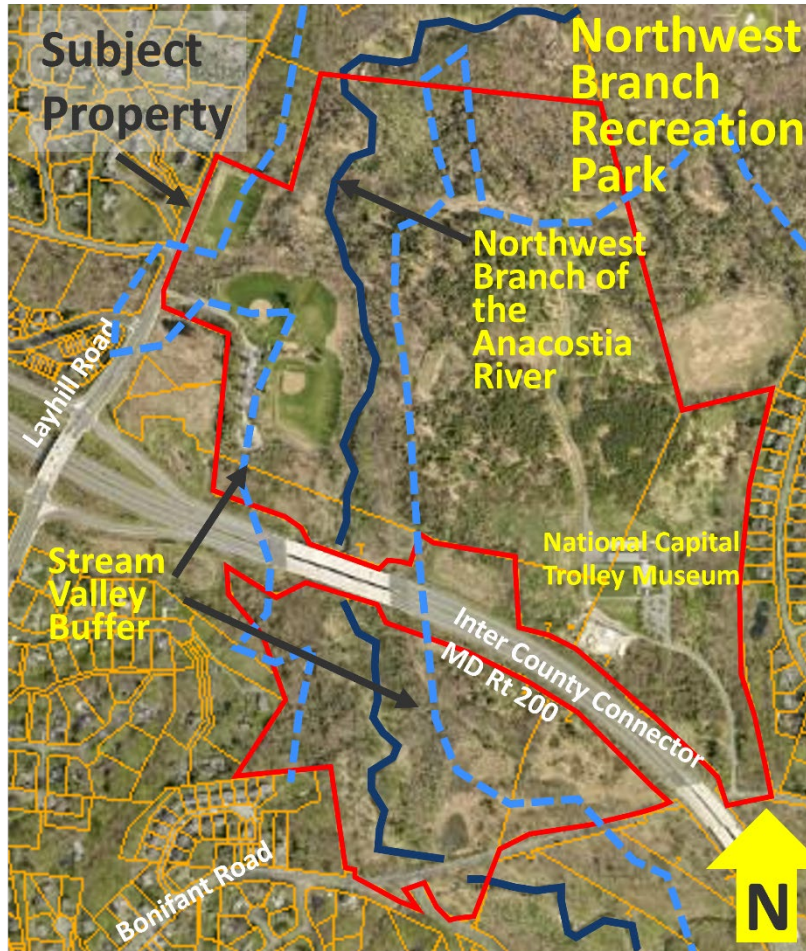 Subject
Property
Northwest
Branch
Recreation
Park
Northwest
Branch of
the
Anacostia
River
Layhill Road
Stream
Valley
Buffer
National Capital
Trolley Museum
Inter County Connector
MD Rt 200
Bonifant Road
N